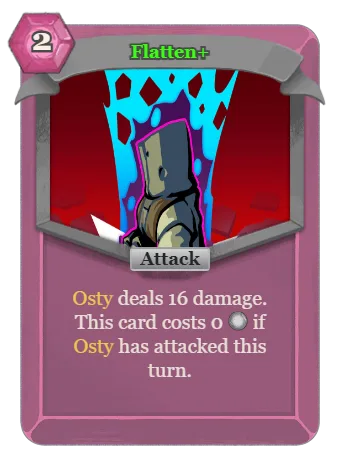 2
Flatten+
Attack
Osty deals 16 damage.
This card costs 0 if
Osty has attacked this
turn.